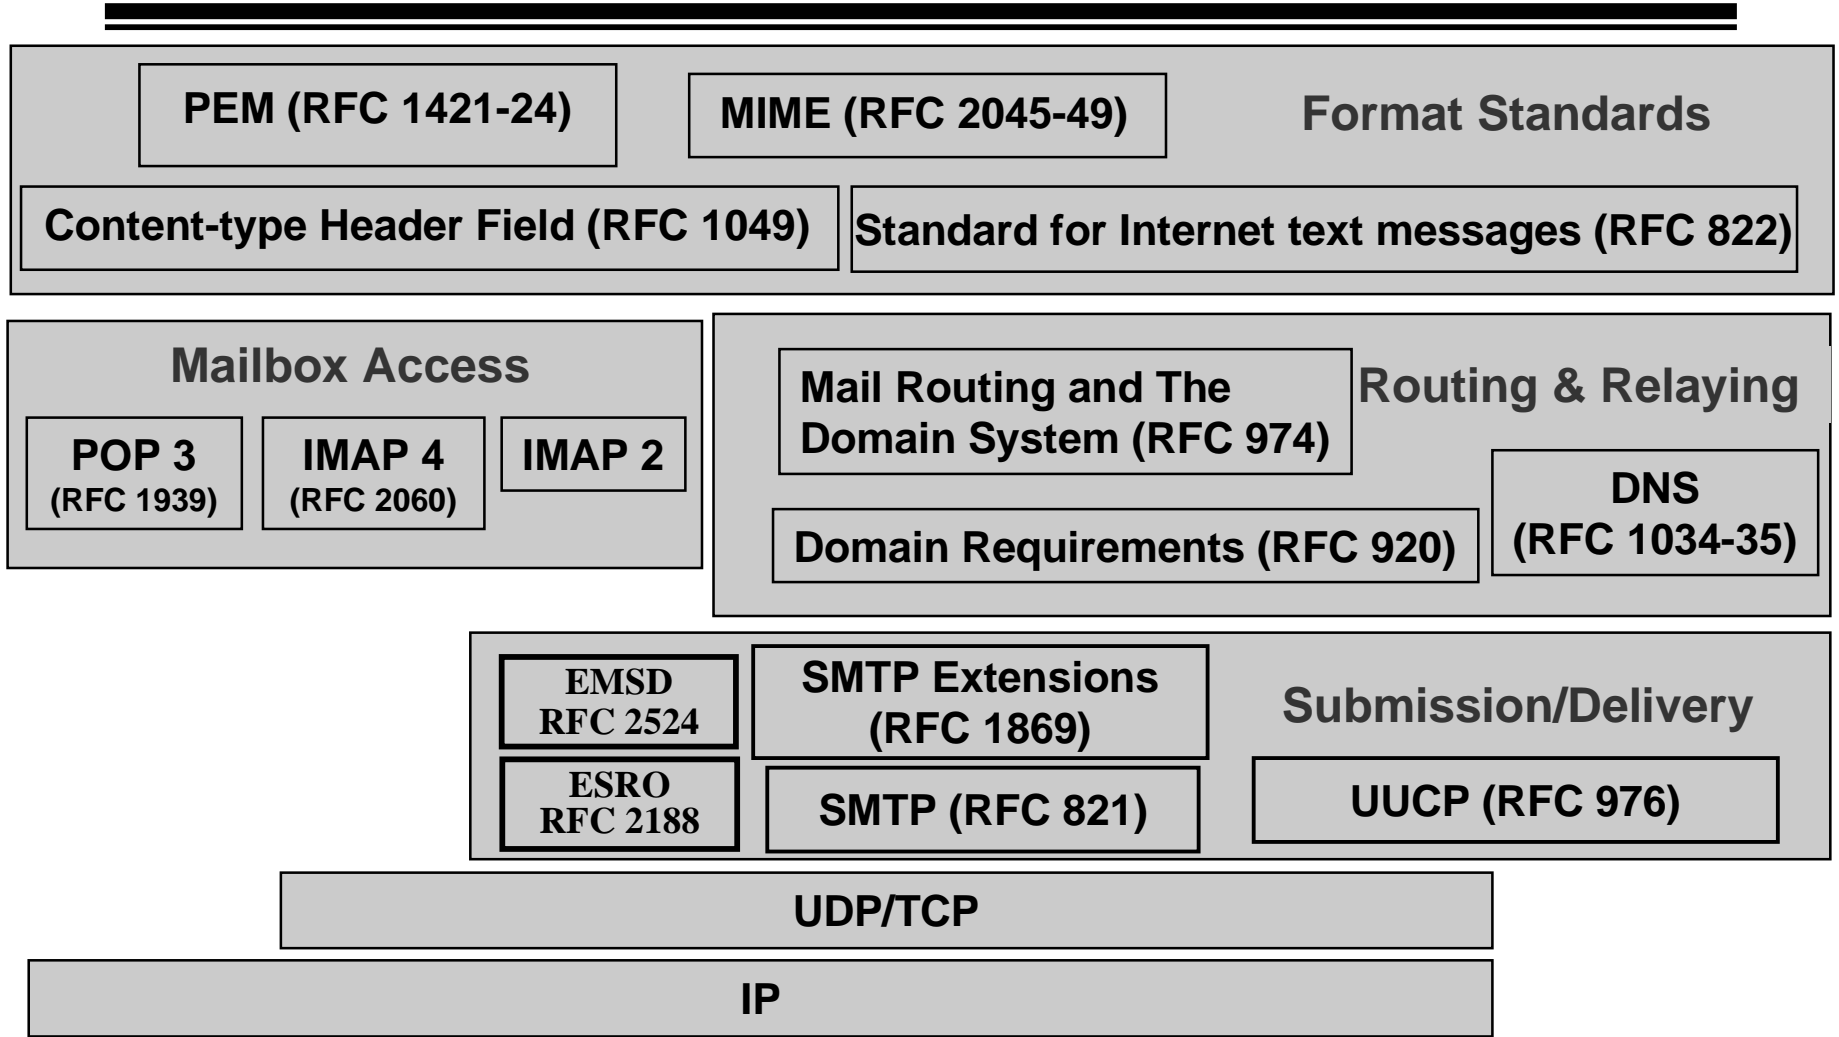 PEM (RFC 1421-24)
MIME (RFC 2045-49)
Format Standards
Content-type Header Field (RFC 1049)
Standard for Internet text messages (RFC 822)
Mailbox Access
POP 3
(RFC 1939)
IMAP 4
(RFC 2060)
IMAP 2
Mail Routing and The
Domain System (RFC 974)
Routing & Relaying
DNS
(RFC 1034-35)
Domain Requirements (RFC 920)
EMSD
RFC 2524
SMTP Extensions
(RFC 1869)
Submission/Delivery
ESRO
RFC 2188
SMTP (RFC 821)
UUCP (RFC 976)
UDP/TCP
IP